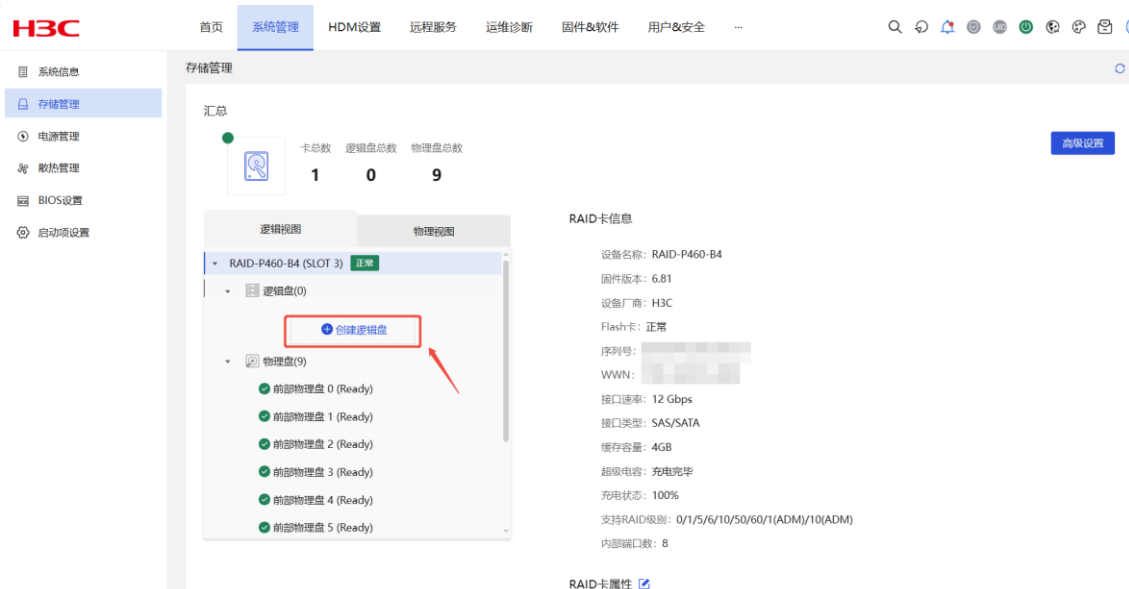 H3C 首页 系统管理 HDM设置 远程服务 运维诊断 固件&软件 用户&安全 ... UID
系统信息
存储管理
电源管理
散热管理
BIOS设置
启动项设置
存储管理
汇总
卡总数 逻辑盘总数 物理盘总数
1 0 9
高级设置
逻辑视图 物理视图
RAID-P460-B4 (SLOT 3) 正常
逻辑盘(0)
创建逻辑盘
物理盘(9)
前部物理盘 0 (Ready)
前部物理盘 1 (Ready)
前部物理盘 2 (Ready)
前部物理盘 3 (Ready)
前部物理盘 4 (Ready)
前部物理盘 5 (Ready)
RAID卡信息
设备名称: RAID-P460-B4
固件版本: 6.81
设备厂商: H3C
Flash卡: 正常
序列号:
WWN:
接口速率: 12 Gbps
接口类型: SAS/SATA
缓存容量: 4GB
超级电容: 充电完毕
充电状态: 100%
支持RAID级别: 0/1/5/6/10/50/60/1(ADM)/10(ADM)
内部端口数: 8
RAID卡属性